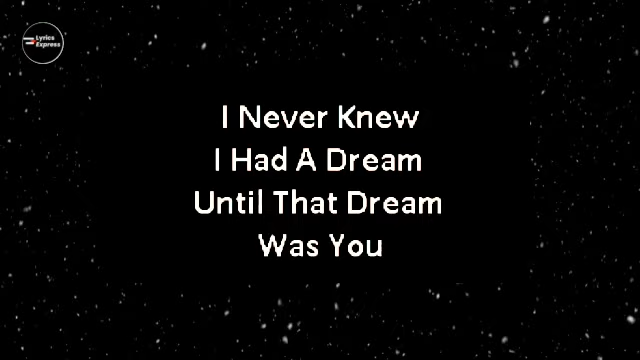 Lyrics
Express
I Never Knew
I Had A Dream
Until That Dream
Was You